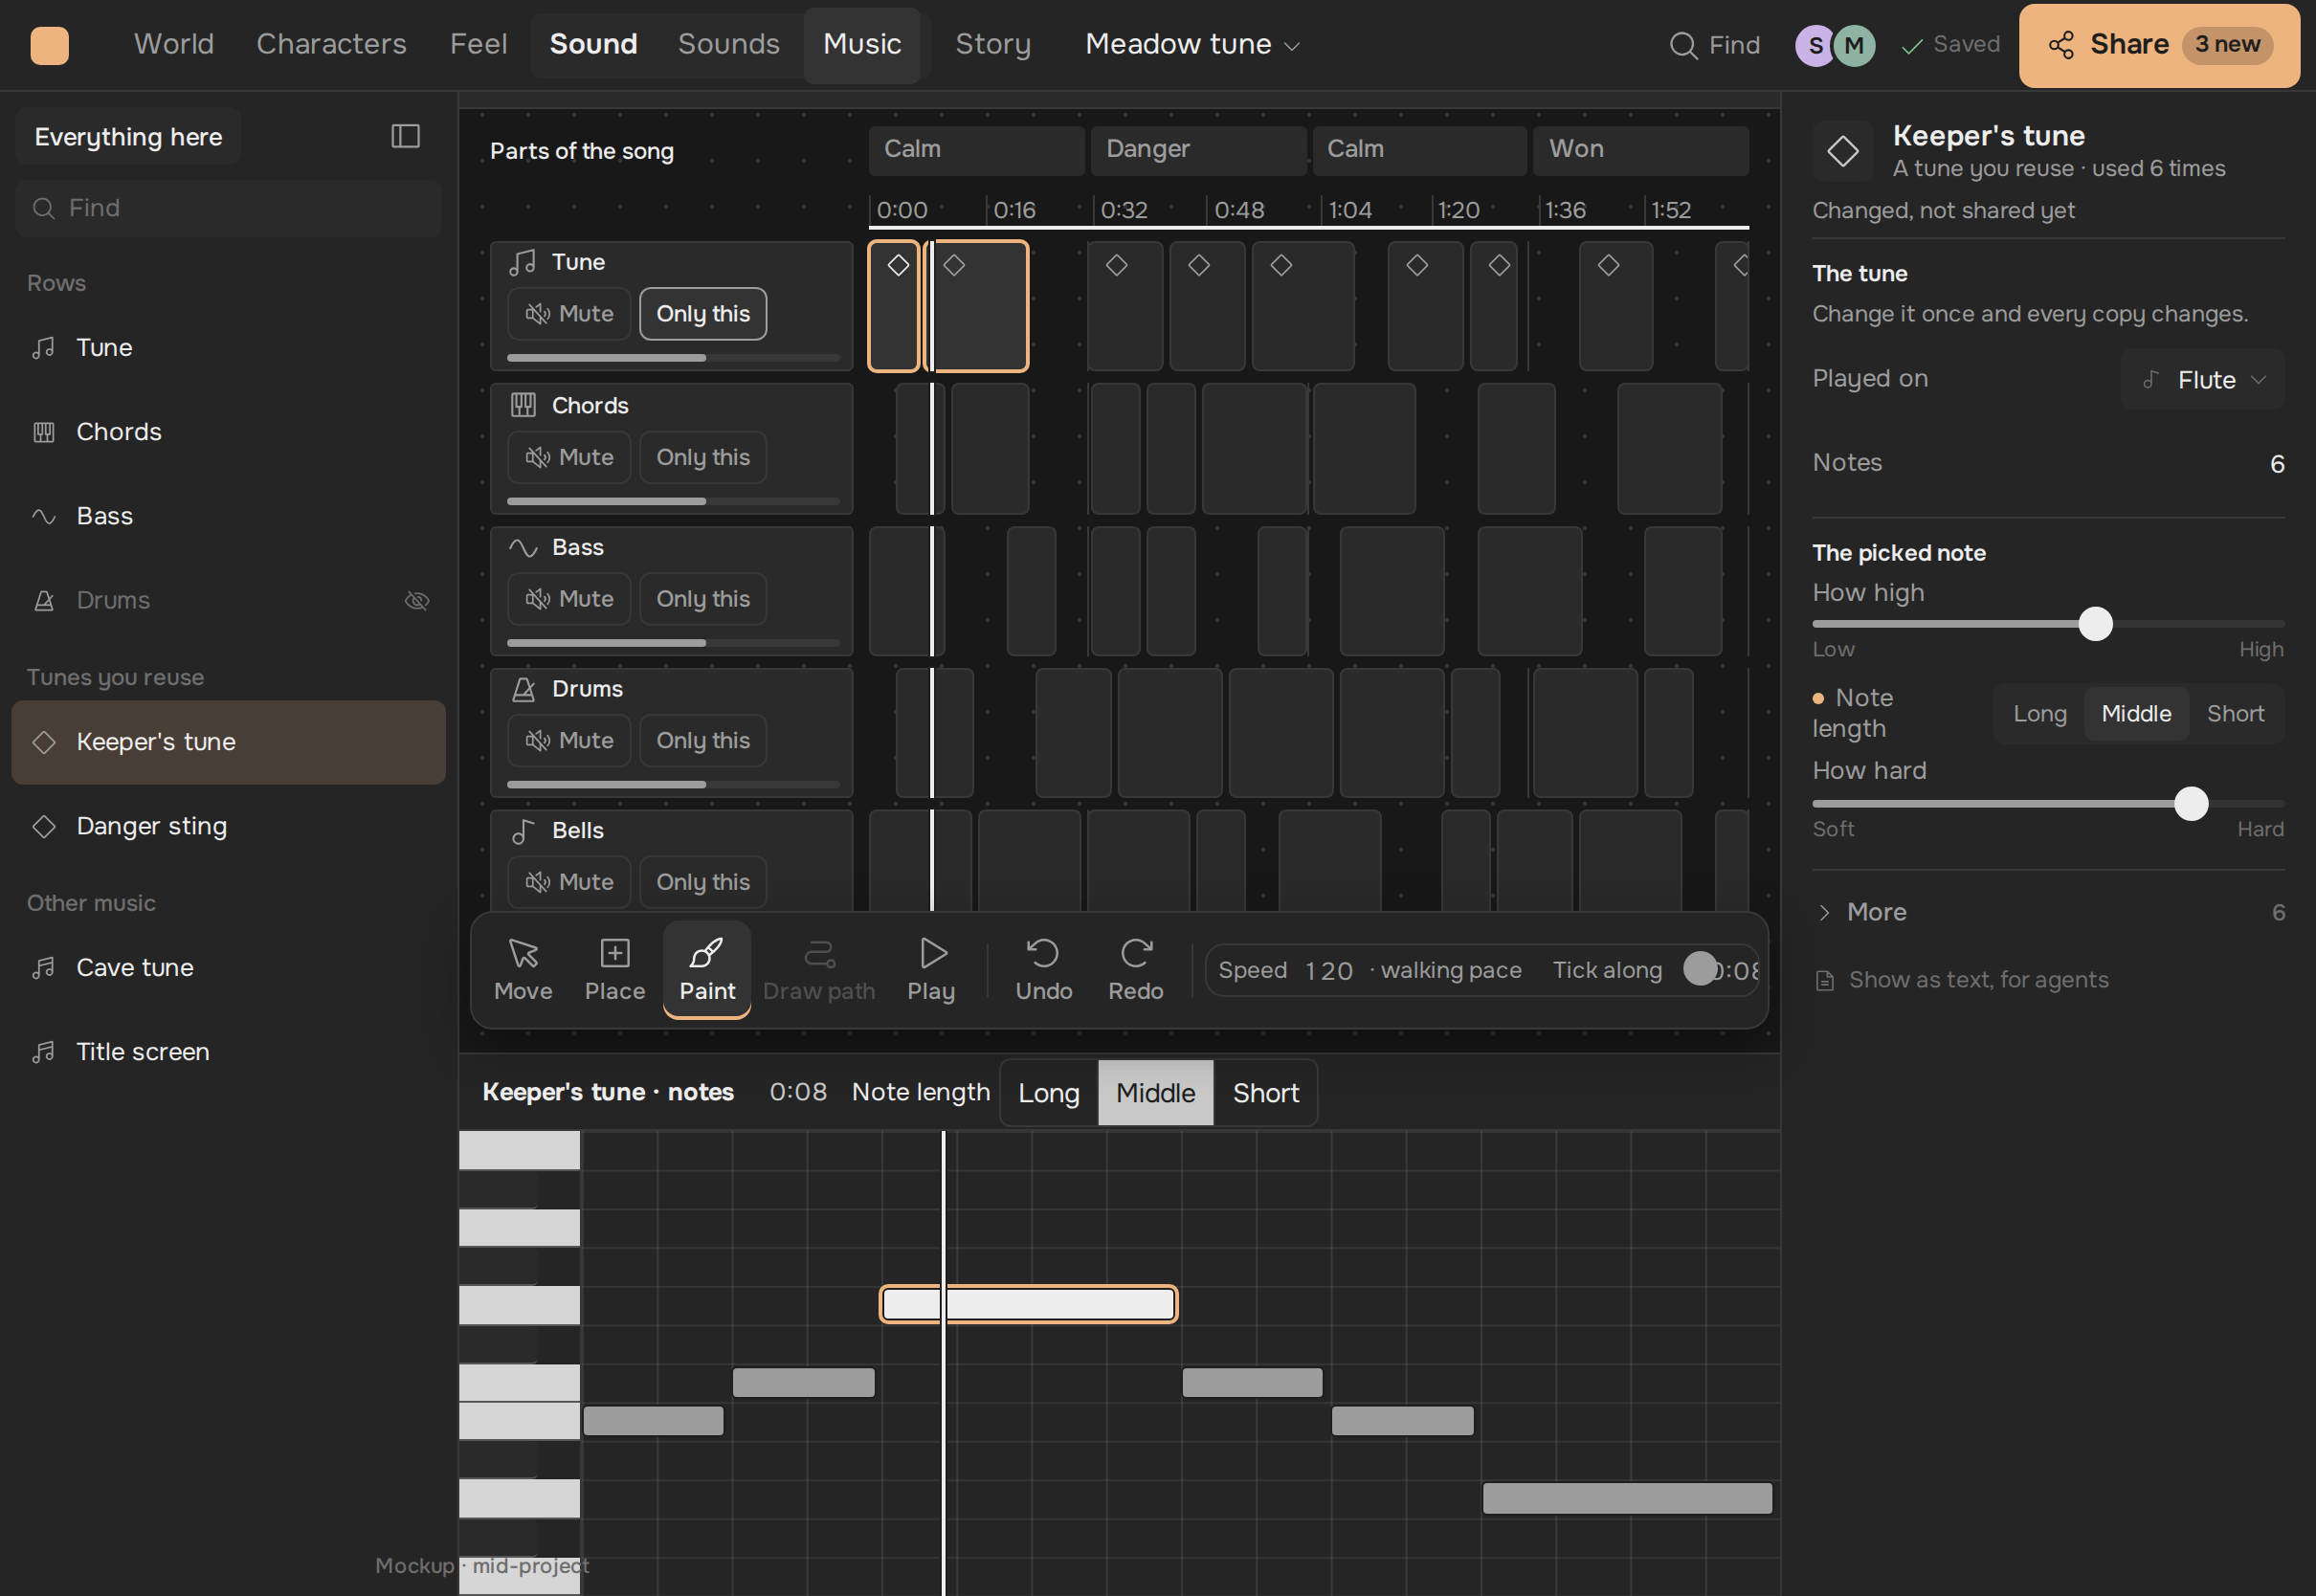 World Characters Feel Sound Sounds Music Story Meadow tune Find S M Saved Share 3 new
Everything here
Find
Rows
Tune
Chords
Bass
Drums
Tunes you reuse
Keeper's tune
Danger sting
Other music
Cave tune
Title screen
Parts of the song Calm Danger Calm Won
0:00 0:16 0:32 0:48 1:04 1:20 1:36 1:52
Tune
Mute Only this
Chords
Mute Only this
Bass
Mute Only this
Drums
Mute Only this
Bells
Mute Only this
Move Place Paint Draw path Play Undo Redo
Speed 120 · walking pace Tick along 0:08
Keeper's tune · notes 0:08 Note length Long Middle Short
Mockup · mid-project
Keeper's tune
A tune you reuse · used 6 times
Changed, not shared yet
The tune
Change it once and every copy changes.
Played on Flute
Notes 6
The picked note
How high
Low High
Note
length
Long Middle Short
How hard
Soft Hard
More 6
Show as text, for agents